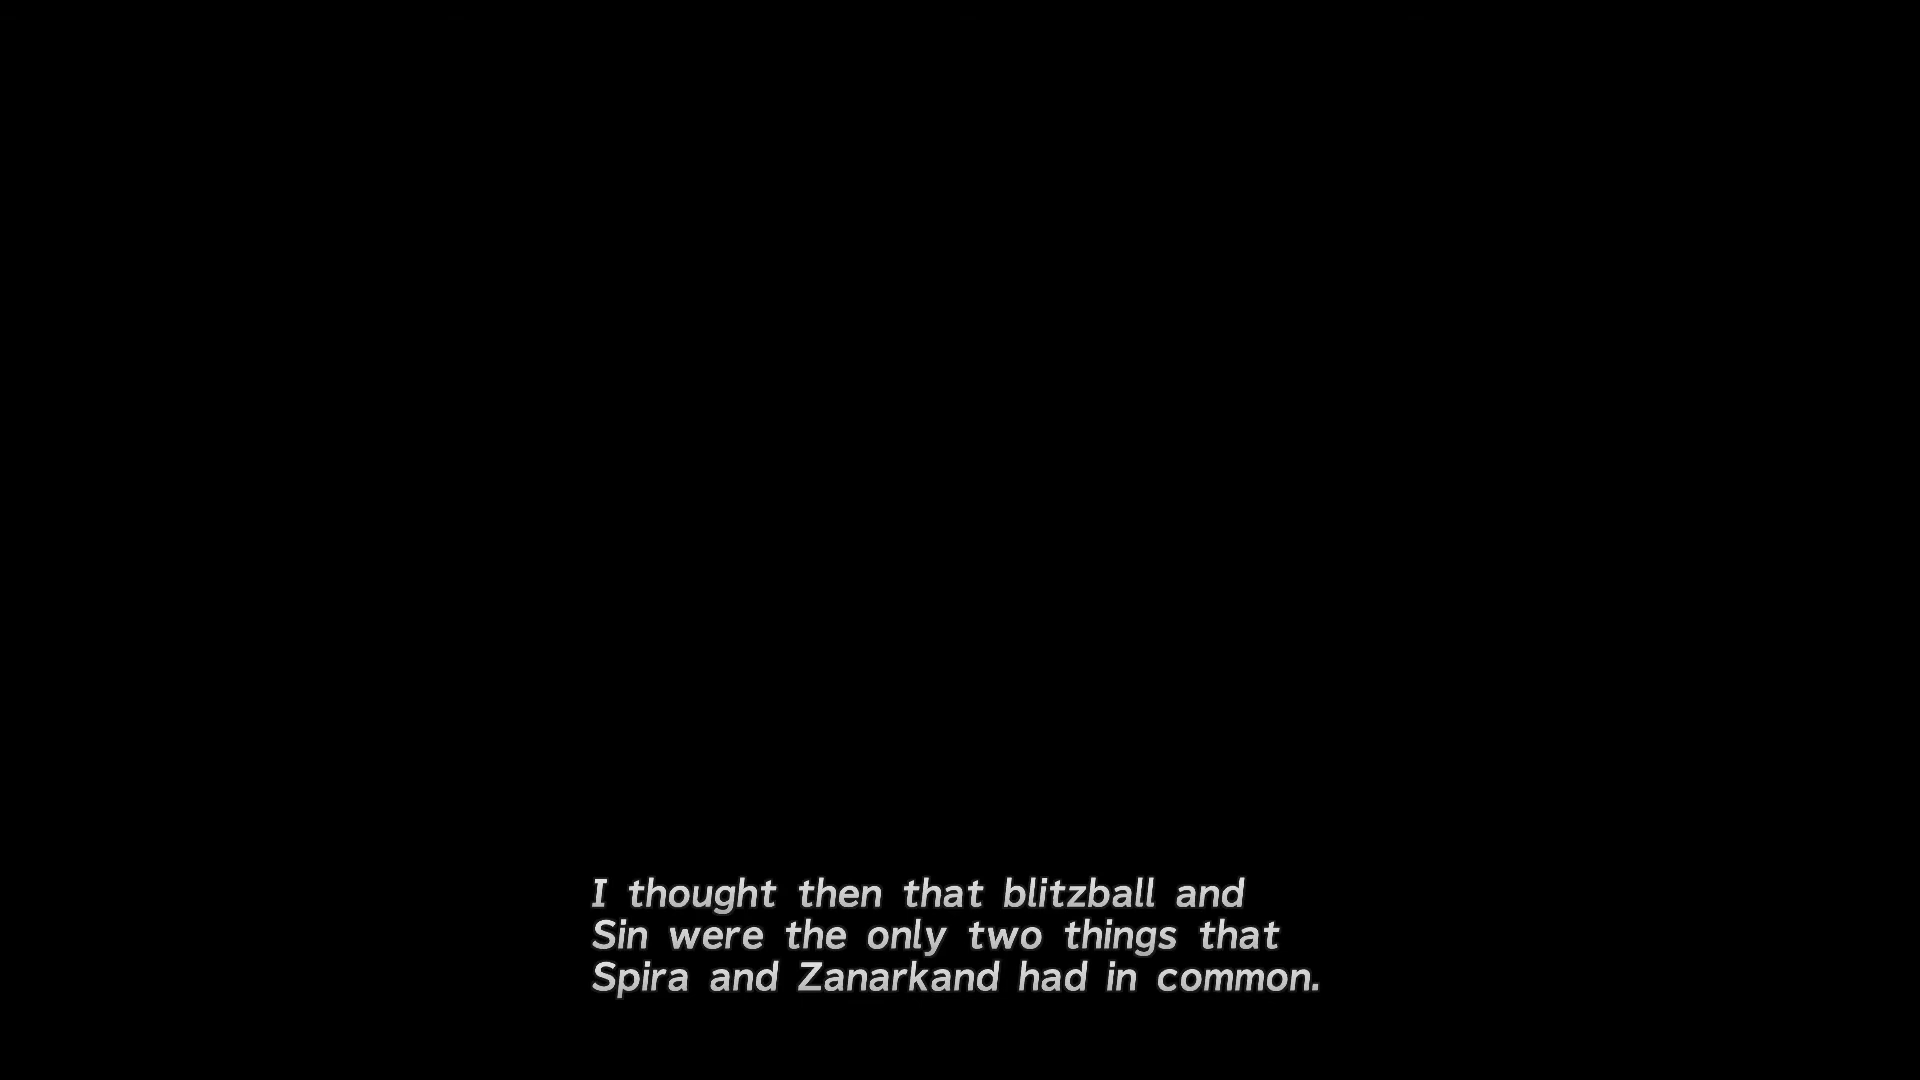 I thought then that blitzball and
Sin were the only two things that
Spira and Zanarkand had in common.